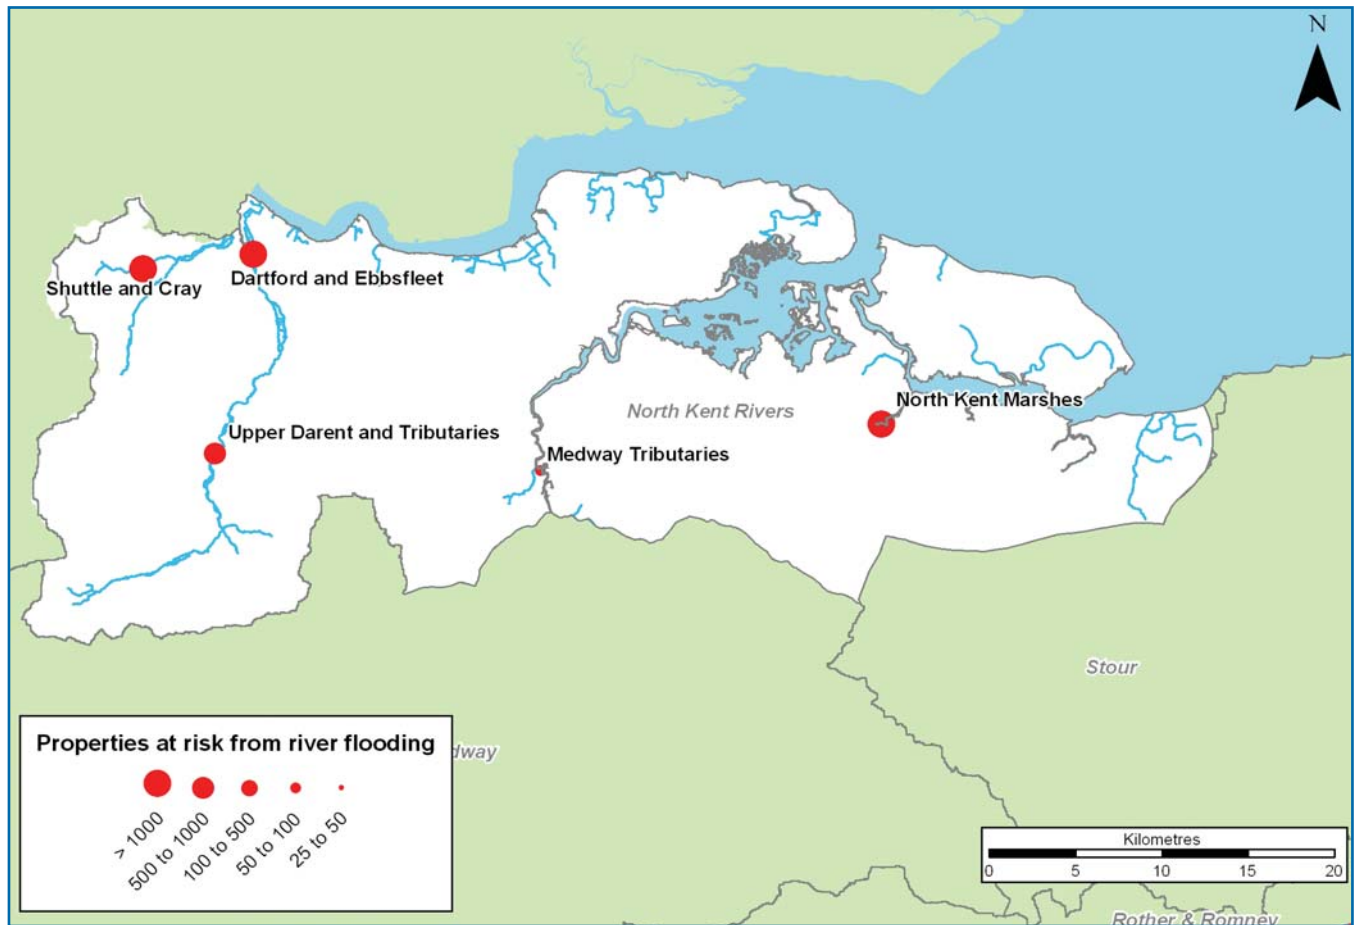 N
Shuttle and Cray
Dartford and Ebbsfleet
North Kent Rivers
North Kent Marshes
Upper Darent and Tributaries
Medway Tributaries
Stour
Properties at risk from river flooding
dway
> 1000
500 to 1000
100 to 500
50 to 100
25 to 50
Kilometres
0 5 10 15 20
Rother & Romney